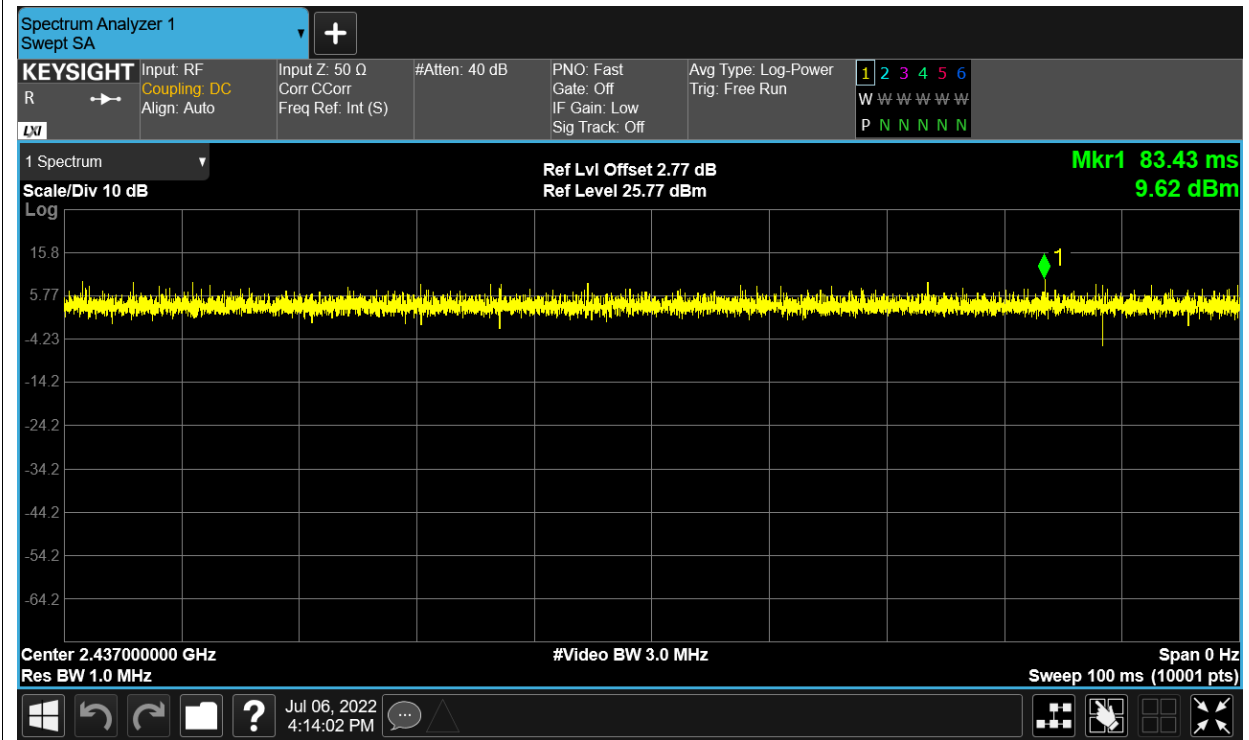 Spectrum Analyzer 1
Swept SA
KEYSIGHT
R
LXI
Input: RF
Coupling: DC
Align: Auto
Input Z: 50 Ω
Corr CCorr
Freq Ref: Int (S)
#Atten: 40 dB
PNO: Fast
Gate: Off
IF Gain: Low
Sig Track: Off
Avg Type: Log-Power
Trig: Free Run
1 2 3 4 5 6
W W W W W W
P N N N N N
1 Spectrum
Scale/Div 10 dB
Log
Ref Lvl Offset 2.77 dB
Ref Level 25.77 dBm
Mkr1 83.43 ms
9.62 dBm
1
15.8
5.77
-4.23
-14.2
-24.2
-34.2
-44.2
-54.2
-64.2
Center 2.437000000 GHz
Res BW 1.0 MHz
#Video BW 3.0 MHz
Span 0 Hz
Sweep 100 ms (10001 pts)
?
Jul 06, 2022
4:14:02 PM